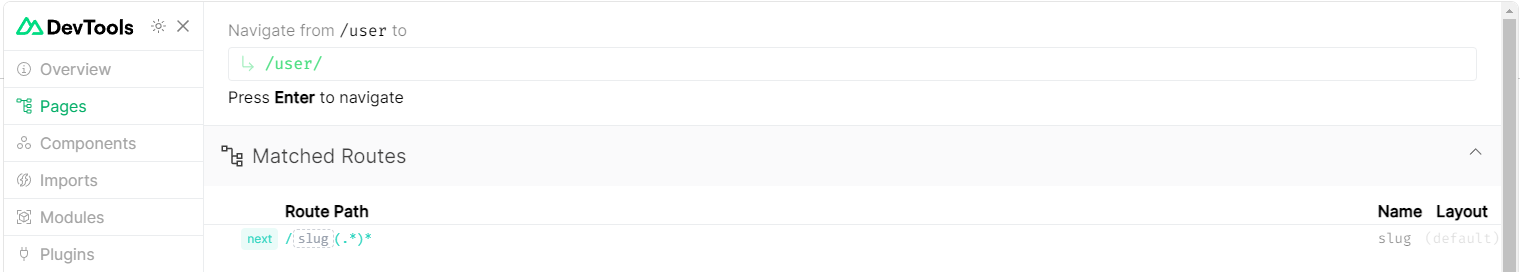 DevTools
Overview
Pages
Components
Imports
Modules
Plugins
Navigate from /user to
/user/
Press Enter to navigate
Matched Routes
Route Path Name Layout
next /slug(.*)* slug (default)